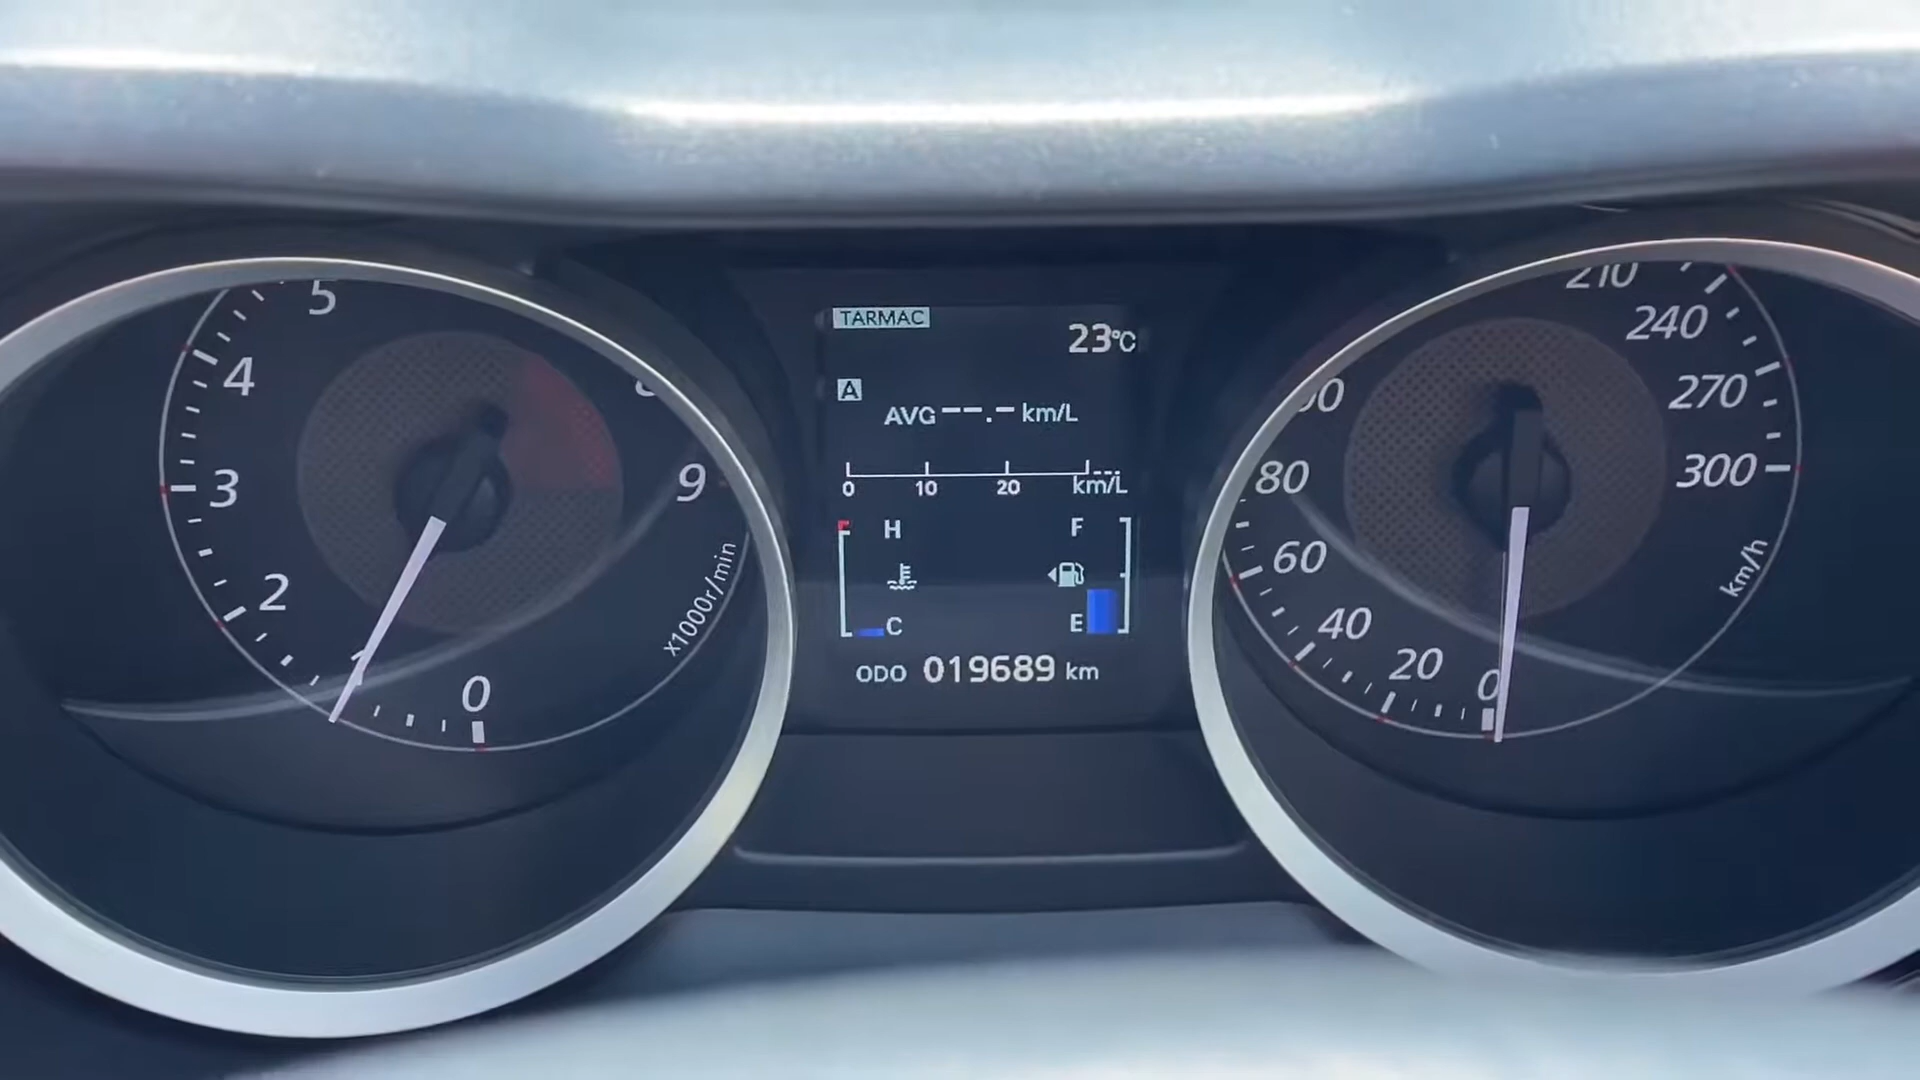 TARMAC
23°C
A
AVG --.- km/L
0 10 20 km/L
H F
C E
ODO 019689 km
5
4
3
2
0
9
x1000r/min
210
240
270
300
80
60
40
20
0
km/h